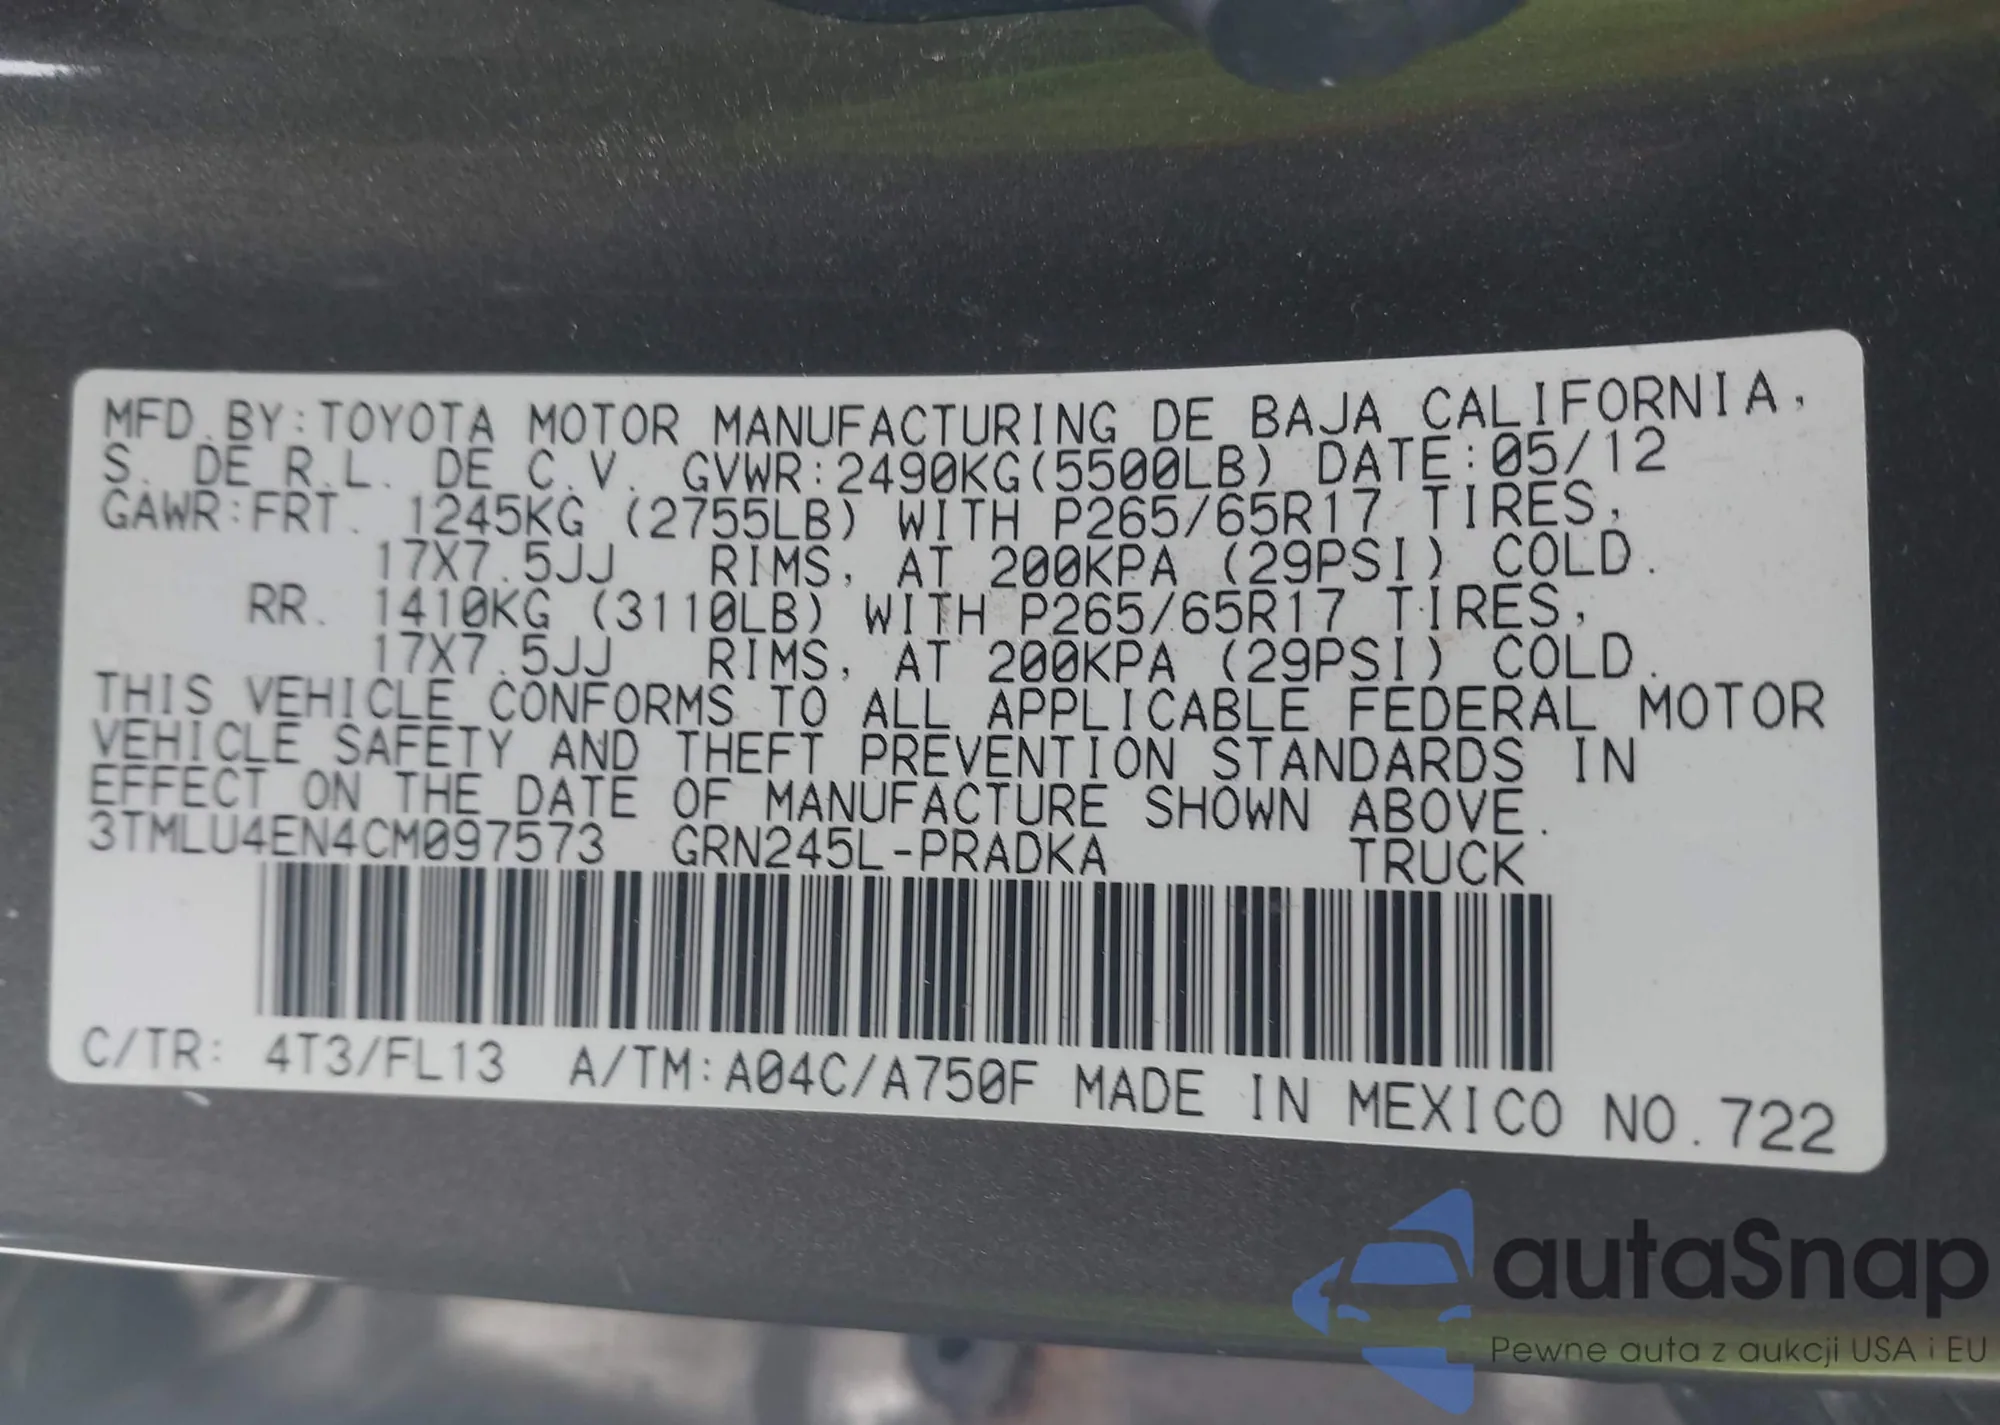 MFD.BY:TOYOTA MOTOR MANUFACTURING DE BAJA CALIFORNIA,
S. DE R.L. DE C.V. GVWR:2490KG(5500LB) DATE:05/12
GAWR:FRT. 1245KG (2755LB) WITH P265/65R17 TIRES,
17X7.5JJ RIMS, AT 200KPA (29PSI) COLD.
RR. 1410KG (3110LB) WITH P265/65R17 TIRES,
17X7.5JJ RIMS, AT 200KPA (29PSI) COLD.
THIS VEHICLE CONFORMS TO ALL APPLICABLE FEDERAL MOTOR
VEHICLE SAFETY AND THEFT PREVENTION STANDARDS IN
EFFECT ON THE DATE OF MANUFACTURE SHOWN ABOVE.
3TMLU4EN4CM097573 GRN245L-PRADKA TRUCK
C/TR: 4T3/FL13 A/TM:A04C/A750F MADE IN MEXICO NO.722
autaSnap
Pewne auta z aukcji USA i EU